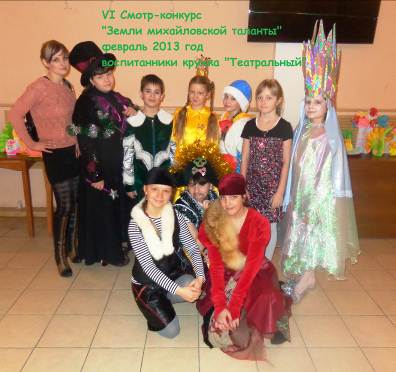 VI Смотр-конкурс
"Земли михайловской таланты"
февраль 2013 год
воспитанники кружка "Театральный"